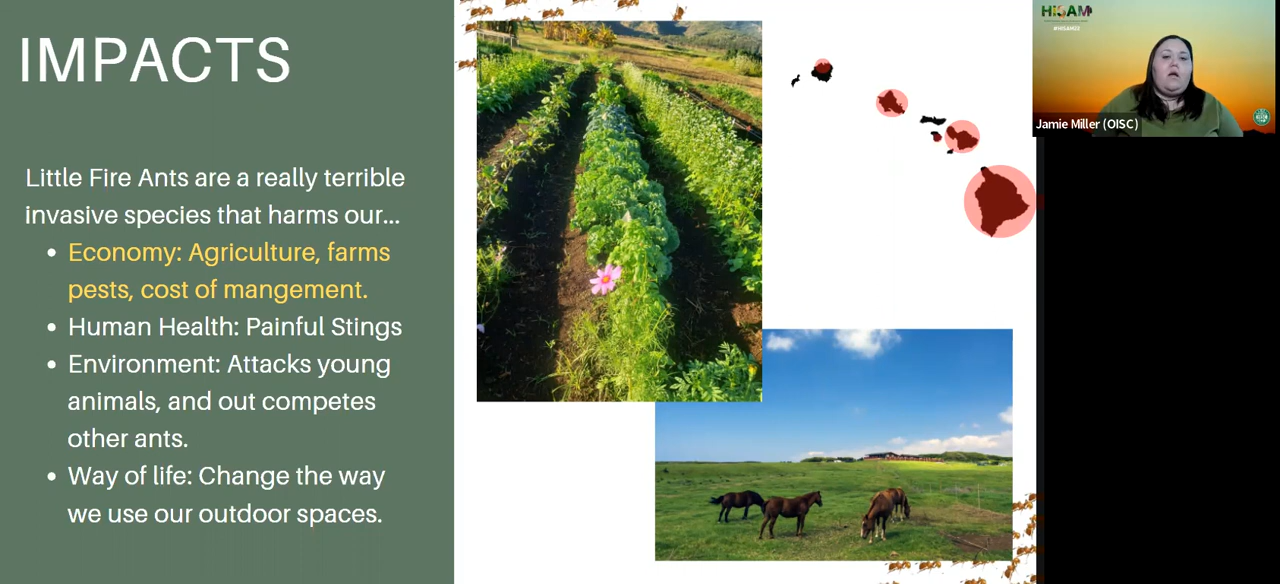 IMPACTS
Little Fire Ants are a really terrible
invasive species that harms our...
• Economy: Agriculture, farms
pests, cost of mangement.
• Human Health: Painful Stings
• Environment: Attacks young
animals, and out competes
other ants.
• Way of life: Change the way
we use our outdoor spaces.
HISAM
#HISAM22
Jamie Miller (OISC)